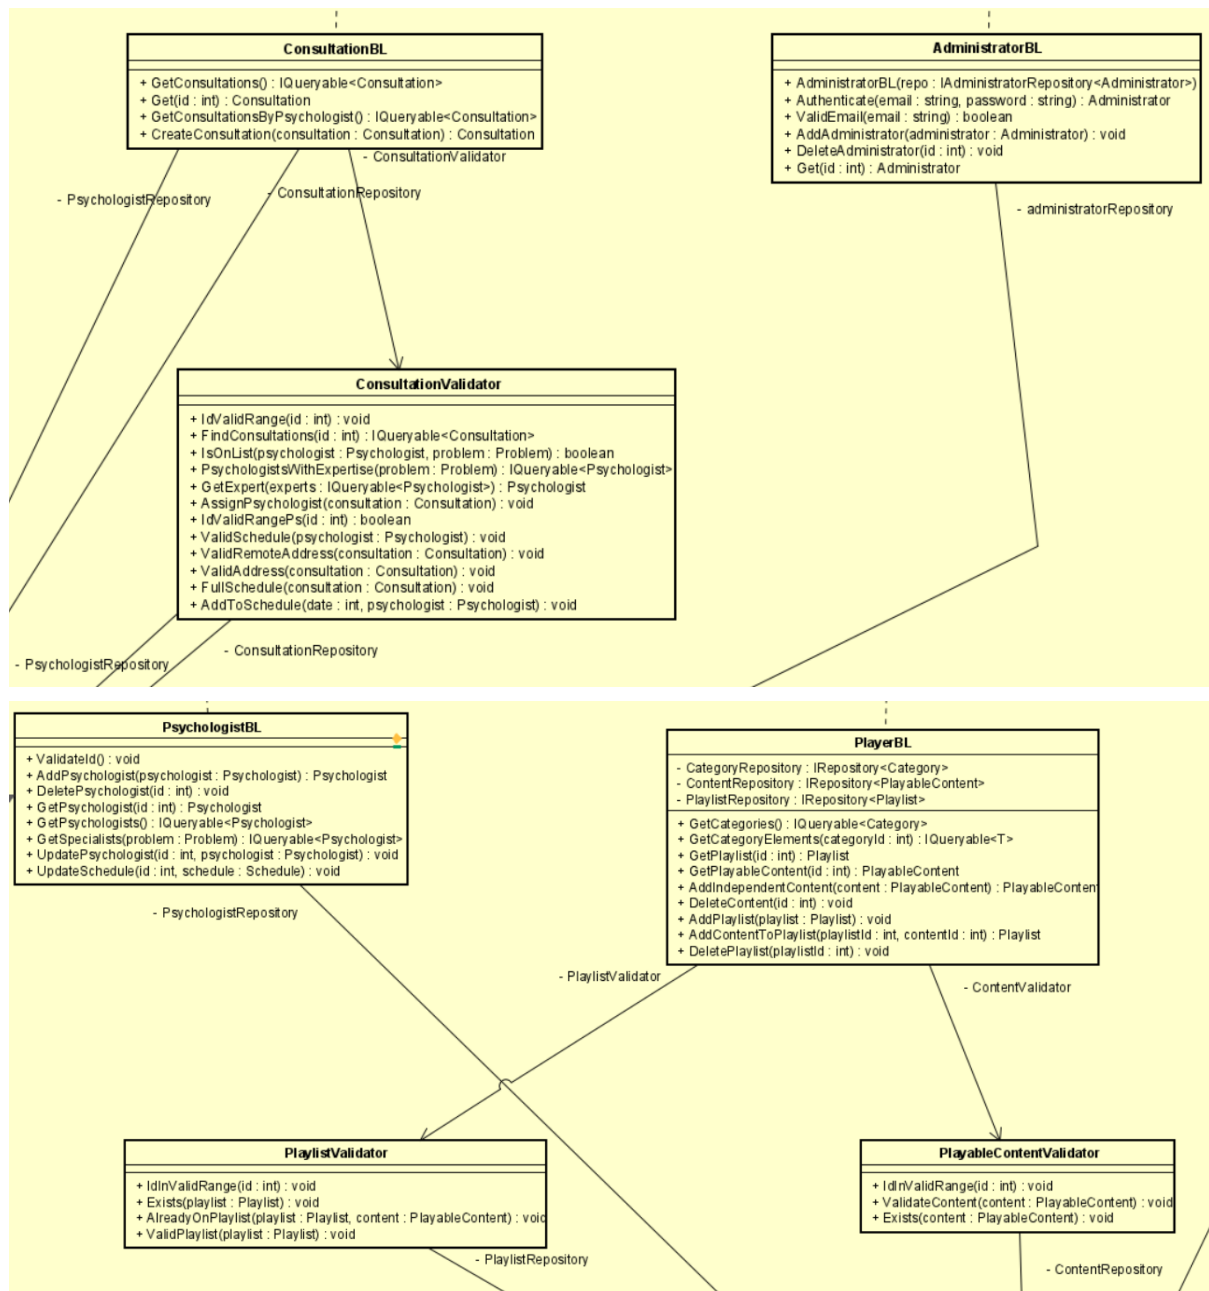 ConsultationBL
+ GetConsultations() : IQueryable<Consultation>
+ Get(id : int) : Consultation
+ GetConsultationsByPsychologist() : IQueryable<Consultation>
+ CreateConsultation(consultation : Consultation) : Consultation
AdministratorBL
+ AdministratorBL(repo : IAdministratorRepository<Administrator>)
+ Authenticate(email : string, password : string) : Administrator
+ ValidEmail(email : string) : boolean
+ AddAdministrator(administrator : Administrator) : void
+ DeleteAdministrator(id : int) : void
+ Get(id : int) : Administrator
- ConsultationValidator
- ConsultationRepository
- PsychologistRepository
- administratorRepository
ConsultationValidator
+ IdValidRange(id : int) : void
+ FindConsultations(id : int) : IQueryable<Consultation>
+ IsOnList(psychologist : Psychologist, problem : Problem) : boolean
+ PsychologistsWithExpertise(problem : Problem) : IQueryable<Psychologist>
+ GetExpert(experts : IQueryable<Psychologist>) : Psychologist
+ AssignPsychologist(consultation : Consultation) : void
+ IdValidRangePs(id : int) : boolean
+ ValidSchedule(psychologist : Psychologist) : void
+ ValidRemoteAddress(consultation : Consultation) : void
+ ValidAddress(consultation : Consultation) : void
+ FullSchedule(consultation : Consultation) : void
+ AddToSchedule(date : int, psychologist : Psychologist) : void
- ConsultationRepository
- PsychologistRepository
PsychologistBL
+ ValidateId() : void
+ AddPsychologist(psychologist : Psychologist) : Psychologist
+ DeletePsychologist(id : int) : void
+ GetPsychologist(id : int) : Psychologist
+ GetPsychologists() : IQueryable<Psychologist>
+ GetSpecialists(problem : Problem) : IQueryable<Psychologist>
+ UpdatePsychologist(id : int, psychologist : Psychologist) : void
+ UpdateSchedule(id : int, schedule : Schedule) : void
- PsychologistRepository
PlayerBL
- CategoryRepository : IRepository<Category>
- ContentRepository : IRepository<PlayableContent>
- PlaylistRepository : IRepository<Playlist>
+ GetCategories() : IQueryable<Category>
+ GetCategoryElements(categoryId : int) : IQueryable<T>
+ GetPlaylist(id : int) : Playlist
+ GetPlayableContent(id : int) : PlayableContent
+ AddIndependentContent(content : PlayableContent) : PlayableConten
+ DeleteContent(id : int) : void
+ AddPlaylist(playlist : Playlist) : void
+ AddContentToPlaylist(playlistId : int, contentId : int) : Playlist
+ DeletePlaylist(playlistId : int) : void
- PlaylistValidator
- ContentValidator
PlaylistValidator
+ IdInValidRange(id : int) : void
+ Exists(playlist : Playlist) : void
+ AlreadyOnPlaylist(playlist : Playlist, content : PlayableContent) : void
+ ValidPlaylist(playlist : Playlist) : void
- PlaylistRepository
PlayableContentValidator
+ IdInValidRange(id : int) : void
+ ValidateContent(content : PlayableContent) : void
+ Exists(content : PlayableContent) : void
- ContentRepository